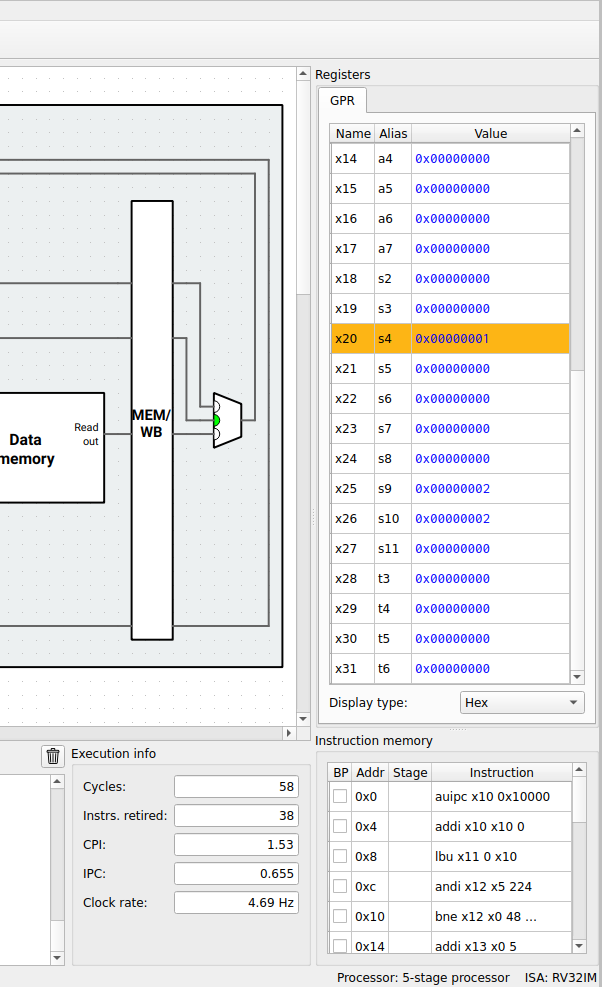 Registers
GPR
Name Alias Value
x14 a4 0x00000000
x15 a5 0x00000000
x16 a6 0x00000000
x17 a7 0x00000000
x18 s2 0x00000000
x19 s3 0x00000000
x20 s4 0x00000001
x21 s5 0x00000000
x22 s6 0x00000000
x23 s7 0x00000000
x24 s8 0x00000000
x25 s9 0x00000002
x26 s10 0x00000002
x27 s11 0x00000000
x28 t3 0x00000000
x29 t4 0x00000000
x30 t5 0x00000000
x31 t6 0x00000000
Display type: Hex
MEM/
WB
Read
out
Data
memory
Execution info
Cycles: 58
Instrs. retired: 38
CPI: 1.53
IPC: 0.655
Clock rate: 4.69 Hz
Instruction memory
BP Addr Stage Instruction
0x0 auipc x10 0x10000
0x4 addi x10 x10 0
0x8 lbu x11 0 x10
0xc andi x12 x5 224
0x10 bne x12 x0 48 ...
0x14 addi x13 x0 5
Processor: 5-stage processor ISA: RV32IM